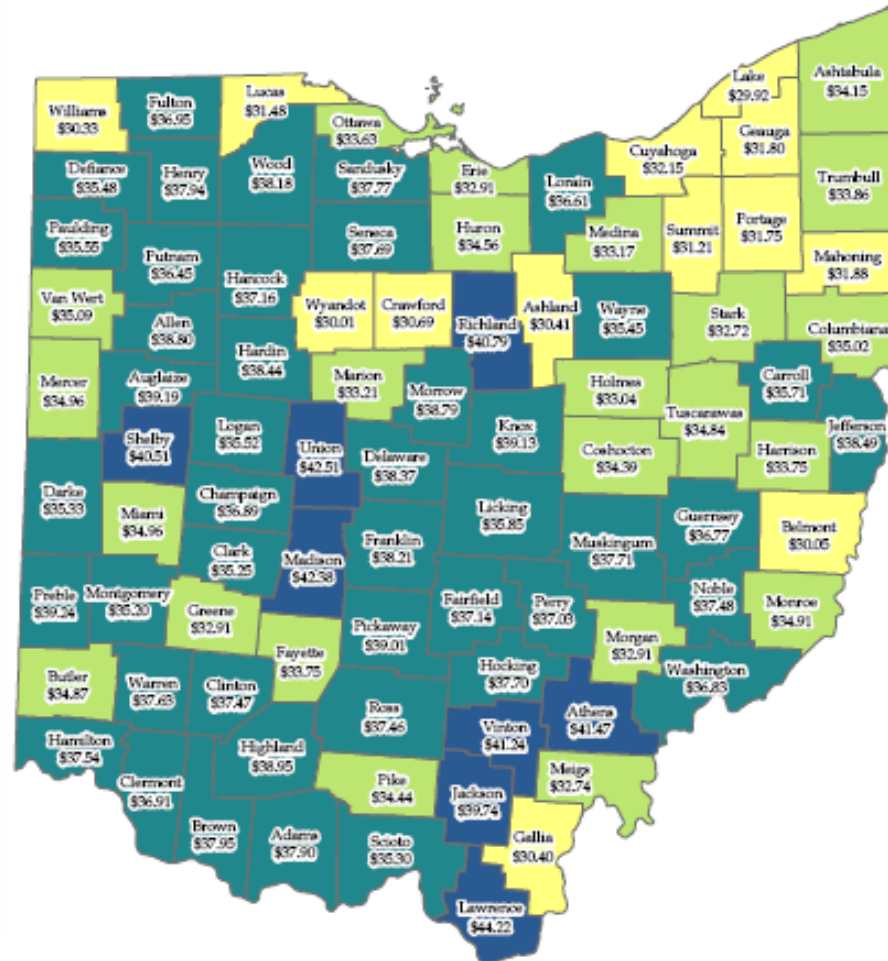 Williams
$30.33
Fulton
$36.95
Lucas
$31.48
Ottawa
$33.63
Lake
$29.92
Ashtabula
$34.15
Geauga
$31.80
Cuyahoga
$32.15
Defiance
$35.48
Henry
$37.94
Wood
$38.18
Sandusky
$37.77
Erie
$32.91
Lorain
$36.61
Trumbull
$33.86
Paulding
$35.55
Seneca
$37.69
Huron
$34.56
Medina
$33.17
Summit
$31.21
Portage
$31.75
Mahoning
$31.88
Putnam
$36.45
Hancock
$37.16
Van Wert
$35.09
Wyandot
$30.01
Crawford
$30.69
Richland
$40.79
Ashland
$30.41
Wayne
$35.45
Stark
$32.72
Columbiana
$35.02
Allen
$38.80
Hardin
$38.44
Mercer
$34.96
Auglaize
$39.19
Marion
$33.21
Morrow
$38.79
Holmes
$33.04
Tuscarawas
$34.84
Carroll
$35.71
Jefferson
$38.49
Shelby
$40.51
Logan
$35.52
Union
$42.51
Delaware
$38.37
Knox
$39.13
Coshocton
$34.39
Harrison
$33.75
Darke
$35.33
Miami
$34.96
Champaign
$36.89
Licking
$35.85
Guernsey
$36.77
Belmont
$30.05
Clark
$35.25
Madison
$42.38
Franklin
$38.21
Muskingum
$37.71
Preble
$39.24
Montgomery
$35.20
Greene
$32.91
Fairfield
$37.14
Perry
$37.03
Noble
$37.48
Monroe
$34.91
Pickaway
$39.01
Fayette
$33.75
Morgan
$32.91
Washington
$36.83
Butler
$34.87
Warren
$37.63
Clinton
$37.47
Hocking
$37.70
Athens
$41.47
Ross
$37.46
Vinton
$41.24
Hamilton
$37.54
Highland
$38.95
Clermont
$36.91
Pike
$34.44
Jackson
$39.74
Meigs
$32.74
Brown
$37.95
Adams
$37.90
Scioto
$35.30
Gallia
$30.40
Lawrence
$44.22